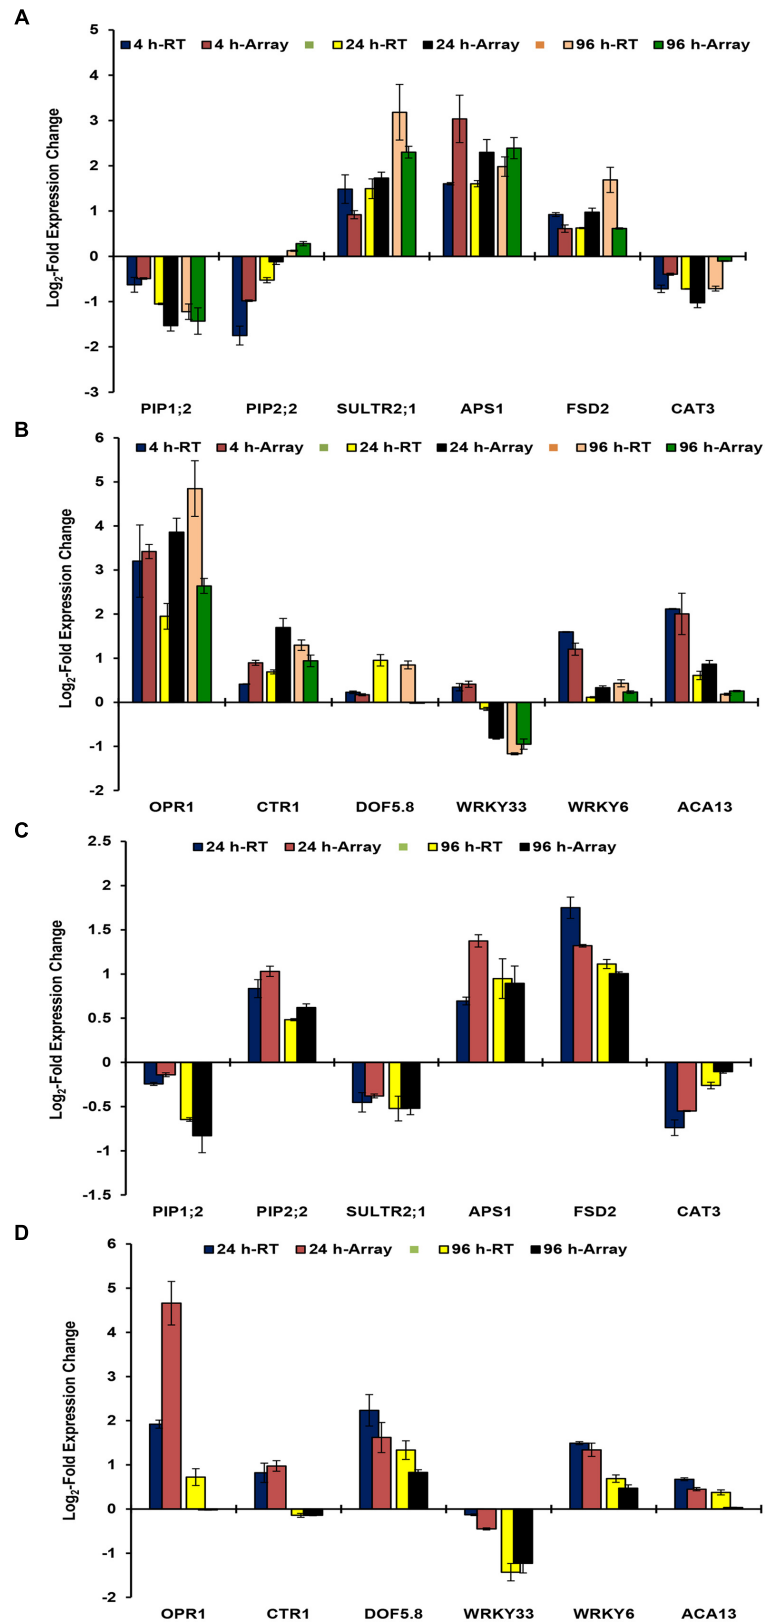 A
5
4 h-RT 4 h-Array 24 h-RT 24 h-Array 96 h-RT 96 h-Array
4
3
2
1
0
-1
-2
-3
Log2-Fold Expression Change
PIP1;2 PIP2;2 SULTR2;1 APS1 FSD2 CAT3
B
6
4 h-RT 4 h-Array 24 h-RT 24 h-Array 96 h-RT 96 h-Array
5
4
3
2
1
0
-1
-2
Log2-Fold Expression Change
OPR1 CTR1 DOF5.8 WRKY33 WRKY6 ACA13
C
2.5
24 h-RT 24 h-Array 96 h-RT 96 h-Array
2
1.5
1
0.5
0
-0.5
-1
-1.5
Log2-Fold Expression Change
PIP1;2 PIP2;2 SULTR2;1 APS1 FSD2 CAT3
D
6
24 h-RT 24 h-Array 96 h-RT 96 h-Array
5
4
3
2
1
0
-1
-2
Log2-Fold Expression Change
OPR1 CTR1 DOF5.8 WRKY33 WRKY6 ACA13